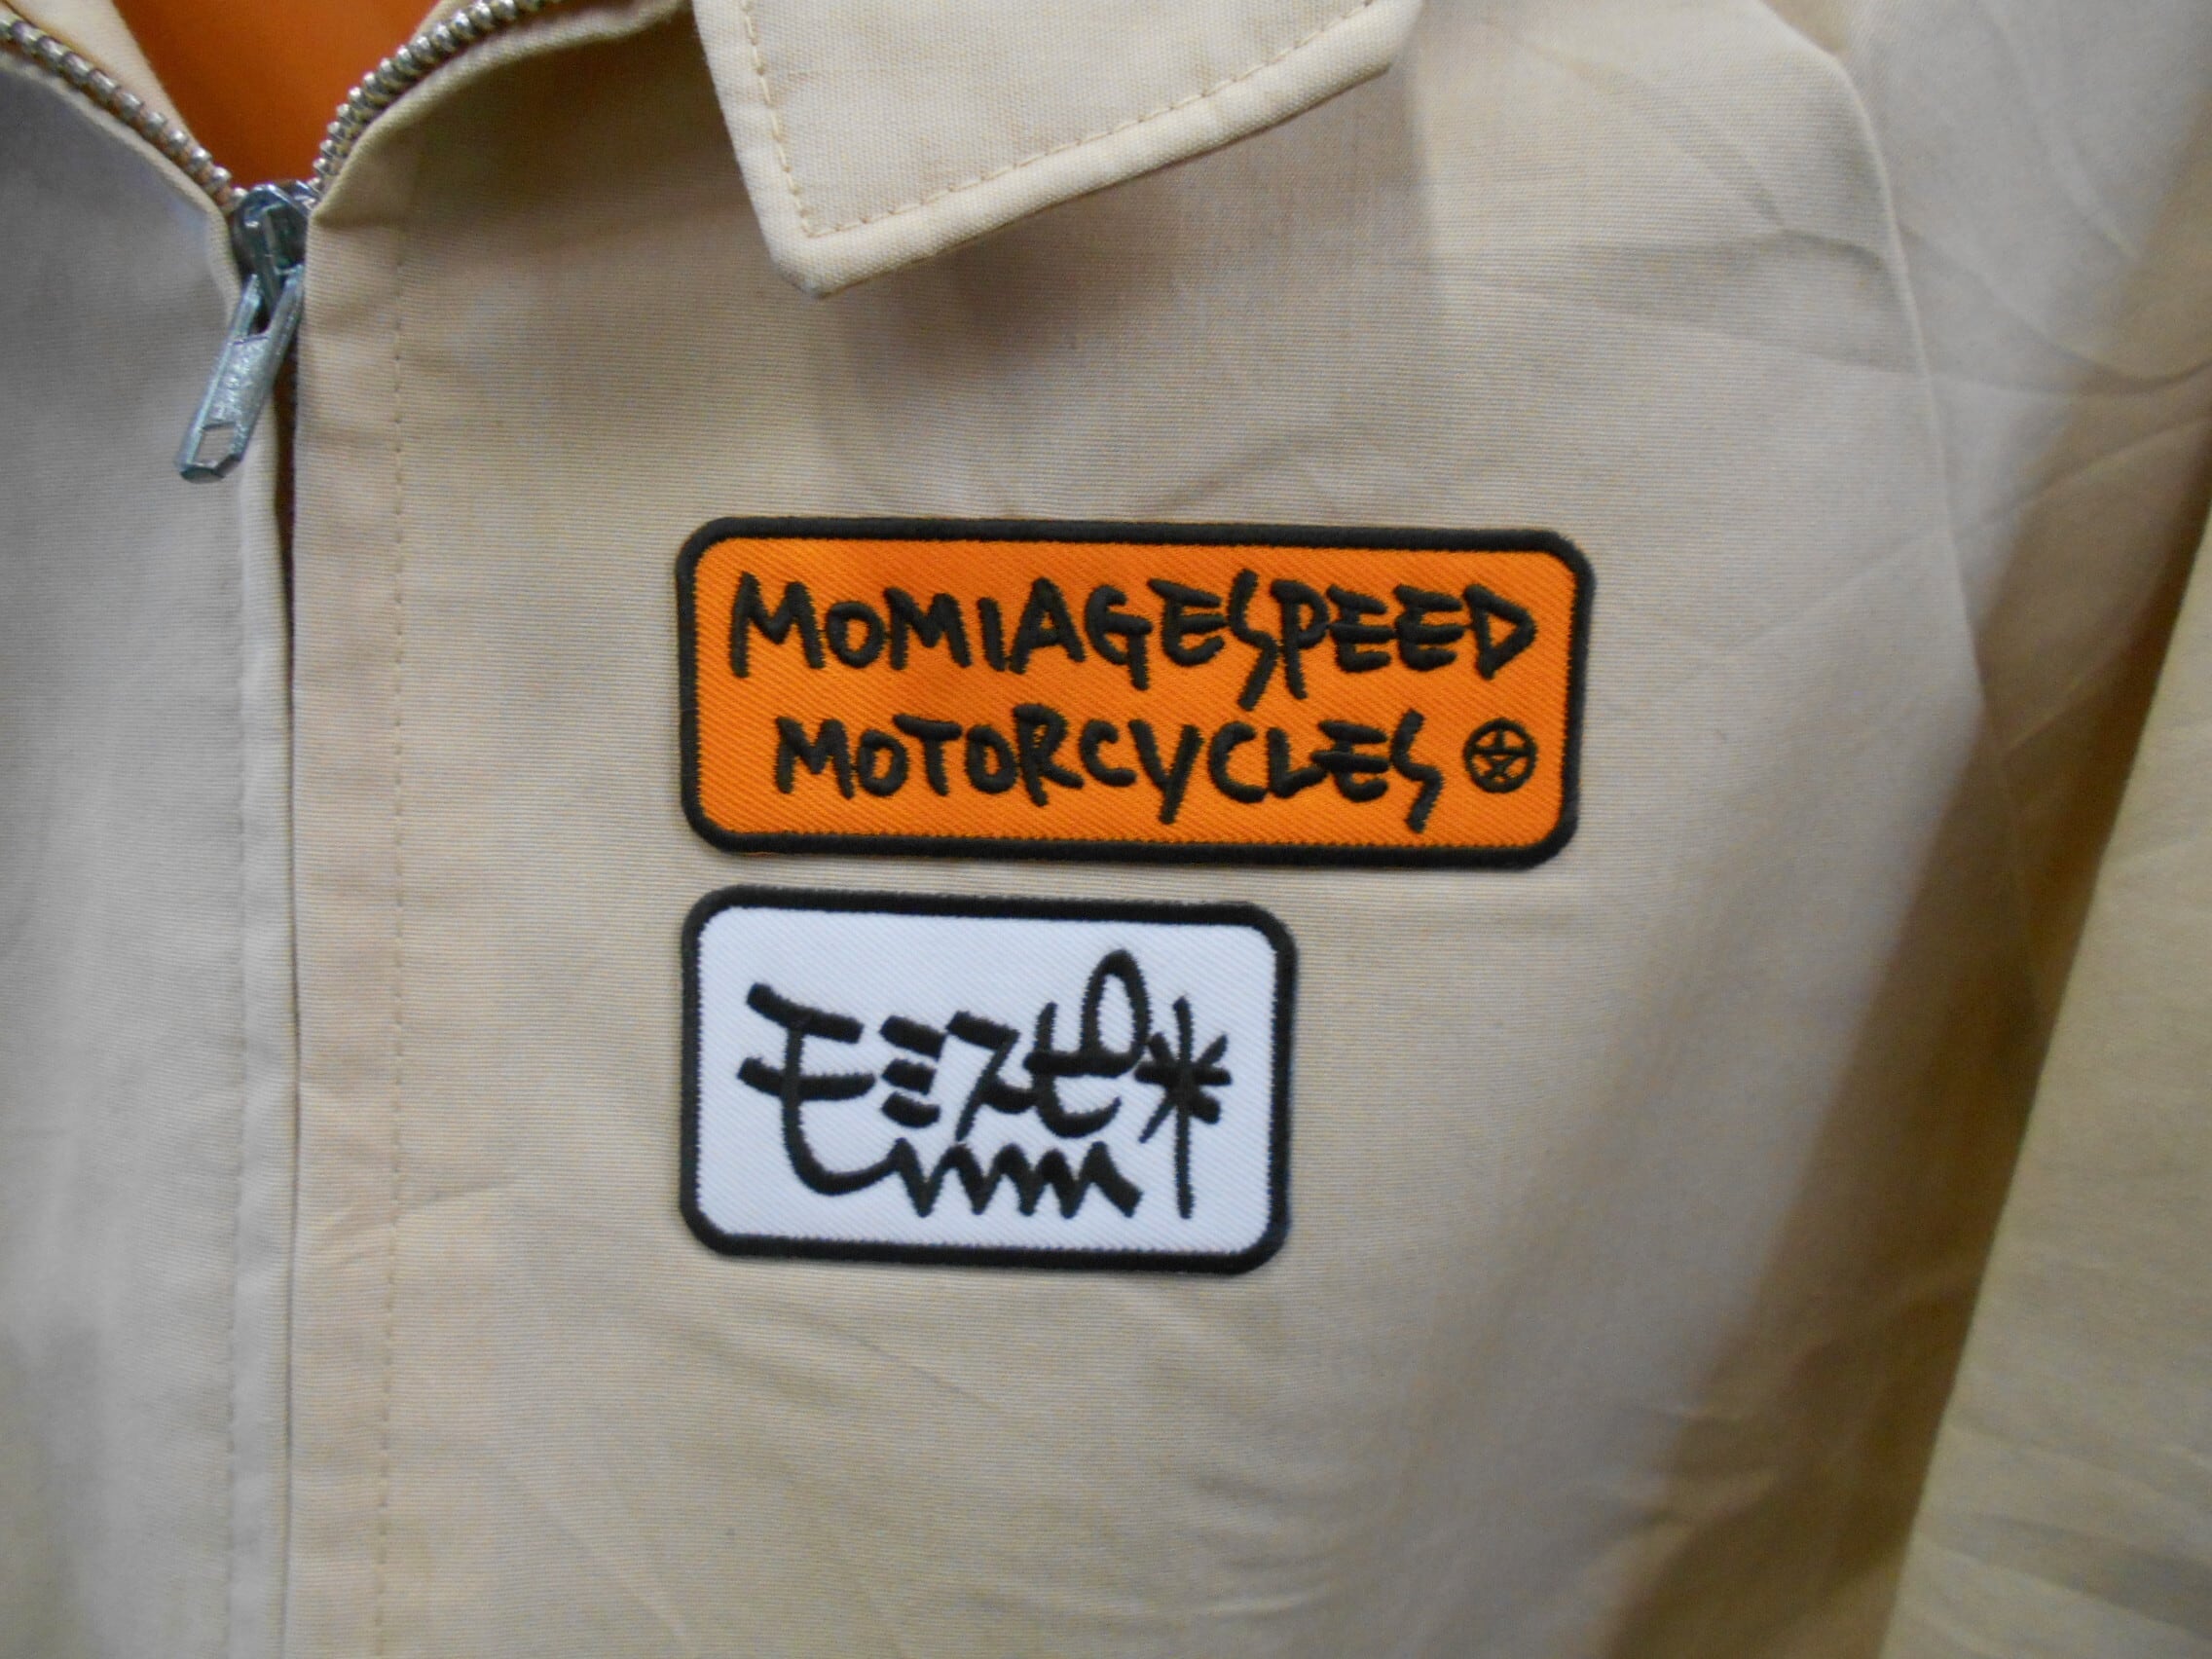 MOMIAGESPEED
MOTORCYCLES
モミスピ